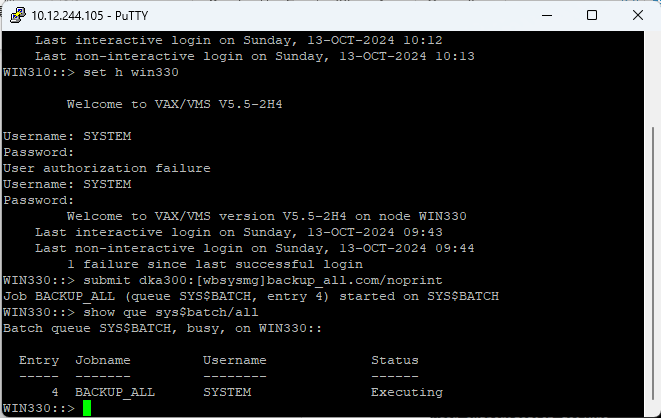 10.12.244.105 - PuTTY
Last interactive login on Sunday, 13-OCT-2024 10:12
Last non-interactive login on Sunday, 13-OCT-2024 10:13
WIN310::> set h win330
Welcome to VAX/VMS V5.5-2H4
Username: SYSTEM
Password:
User authorization failure
Username: SYSTEM
Password:
Welcome to VAX/VMS version V5.5-2H4 on node WIN330
Last interactive login on Sunday, 13-OCT-2024 09:43
Last non-interactive login on Sunday, 13-OCT-2024 09:44
1 failure since last successful login
WIN330::> submit dka300:[wbsysmg]backup_all.com/noprint
Job BACKUP_ALL (queue SYS$BATCH, entry 4) started on SYS$BATCH
WIN330::> show que sys$batch/all
Batch queue SYS$BATCH, busy, on WIN330::
Entry Jobname Username Status
----- ------- -------- ------
4 BACKUP_ALL SYSTEM Executing
WIN330::>